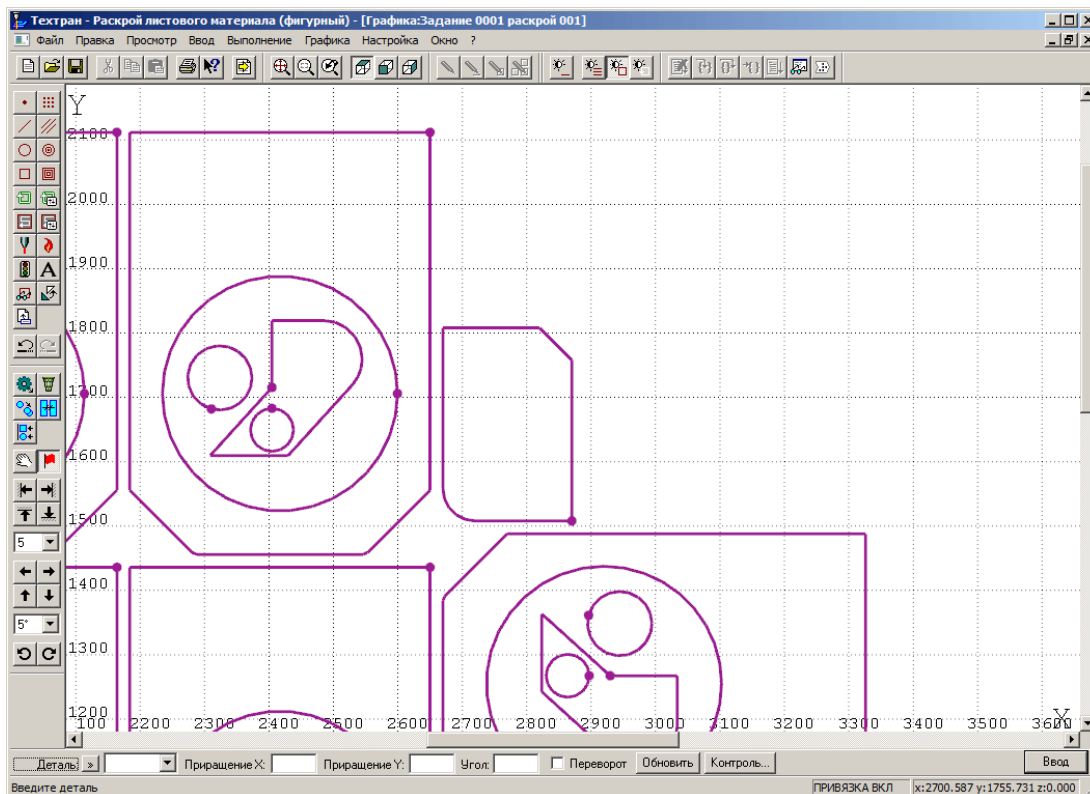 Техтран - Раскрой листового материала (фигурный) - [Графика:Задание 0001 раскрой 001]
Файл Правка Просмотр Ввод Выполнение Графика Настройка Окно ?
Y
2100
2000
1900
1800
1700
1600
1500
1400
1300
1200
100 2200 2300 2400 2500 2600 2700 2800 2900 3000 3100 3200 3300 3400 3500 3600
X
5
5°
Деталь: » Приращение X: Приращение Y: Угол: Переворот Обновить Контроль... Ввод
Введите деталь ПРИВЯЗКА ВКЛ x:2700.587 y:1755.731 z:0.000